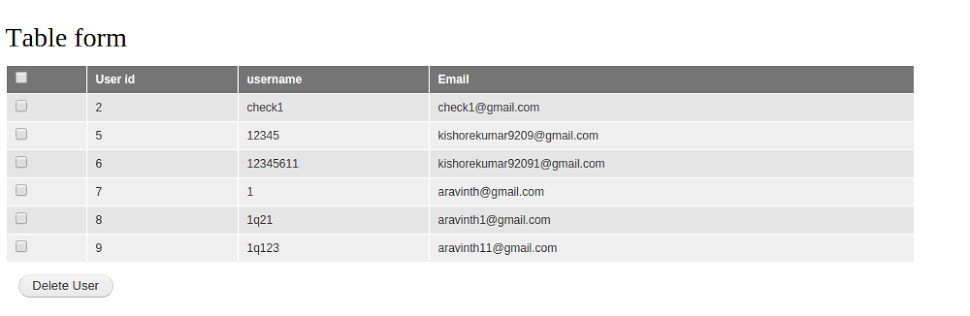 Table form
User id username Email
2 check1 check1@gmail.com
5 12345 kishorekumar9209@gmail.com
6 12345611 kishorekumar92091@gmail.com
7 1 aravinth@gmail.com
8 1q21 aravinth1@gmail.com
9 1q123 aravinth11@gmail.com
Delete User